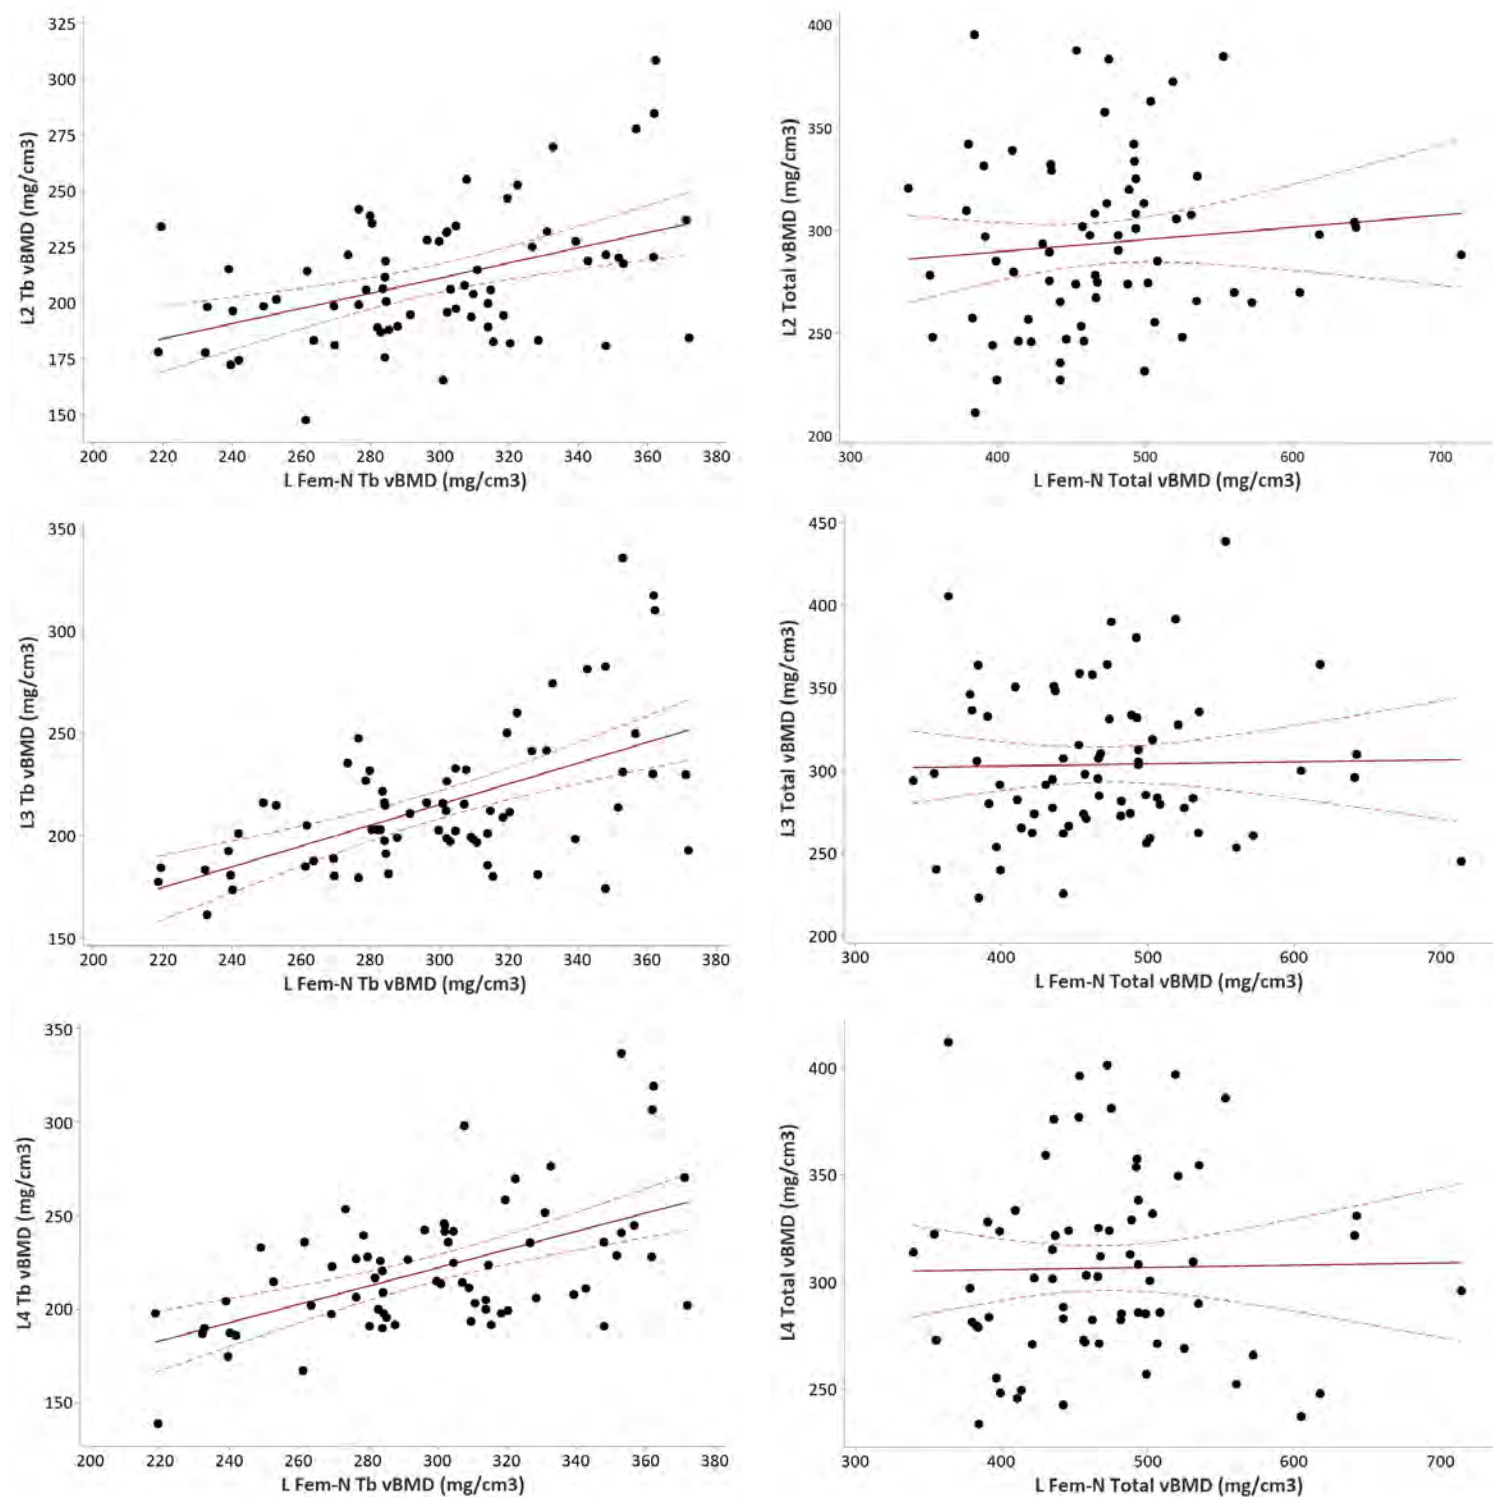 325
300
275
250
225
200
175
150
L2 Tb vBMD (mg/cm3)
200 220 240 260 280 300 320 340 360 380
L Fem-N Tb vBMD (mg/cm3)
400
350
300
250
200
L2 Total vBMD (mg/cm3)
300 400 500 600 700
L Fem-N Total vBMD (mg/cm3)
350
300
250
200
150
L3 Tb vBMD (mg/cm3)
200 220 240 260 280 300 320 340 360 380
L Fem-N Tb vBMD (mg/cm3)
450
400
350
300
250
200
L3 Total vBMD (mg/cm3)
300 400 500 600 700
L Fem-N Total vBMD (mg/cm3)
350
300
250
200
150
L4 Tb vBMD (mg/cm3)
200 220 240 260 280 300 320 340 360 380
L Fem-N Tb vBMD (mg/cm3)
400
350
300
250
L4 Total vBMD (mg/cm3)
300 400 500 600 700
L Fem-N Total vBMD (mg/cm3)